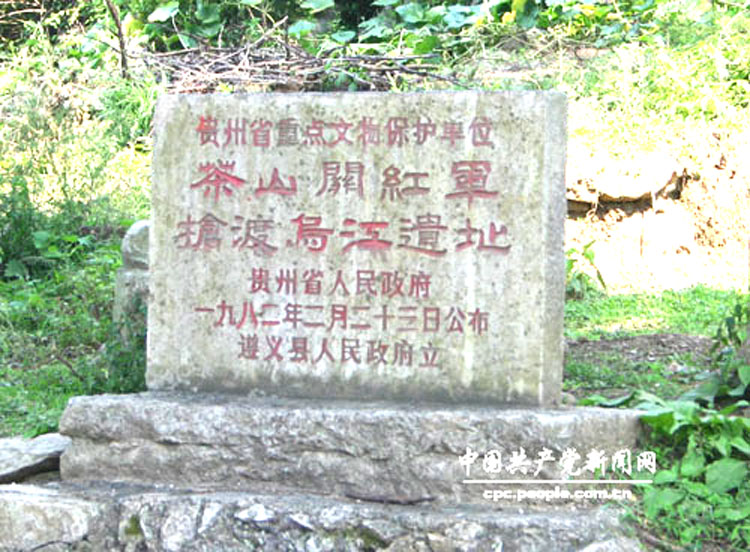 贵州省重点文物保护单位
茶山關紅軍
搶渡烏江遺址
贵州省人民政府
一九八二年二月二十三日公布
遵义县人民政府立
中国共产党新闻网
cpc.people.com.cn